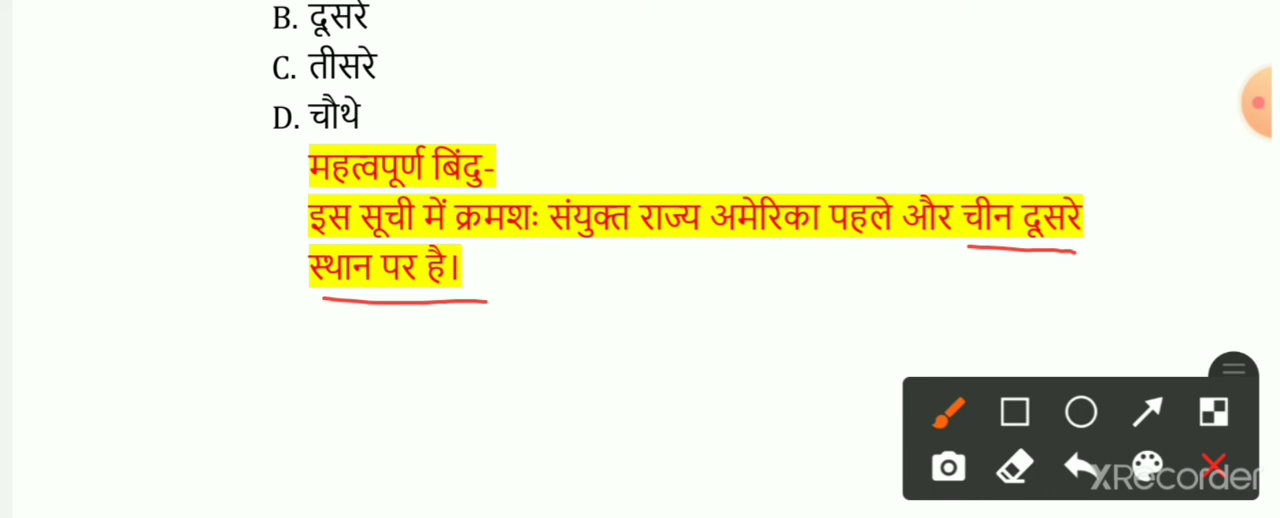 B. दूसरे
C. तीसरे
D. चौथे
महत्वपूर्ण बिंदु-
इस सूची में क्रमशः संयुक्त राज्य अमेरिका पहले और चीन दूसरे
स्थान पर है।
XRecorder